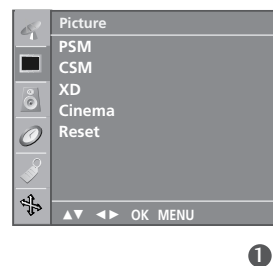 Picture
PSM
CSM
XD
Cinema
Reset
▲▼ ◄► OK MENU
1